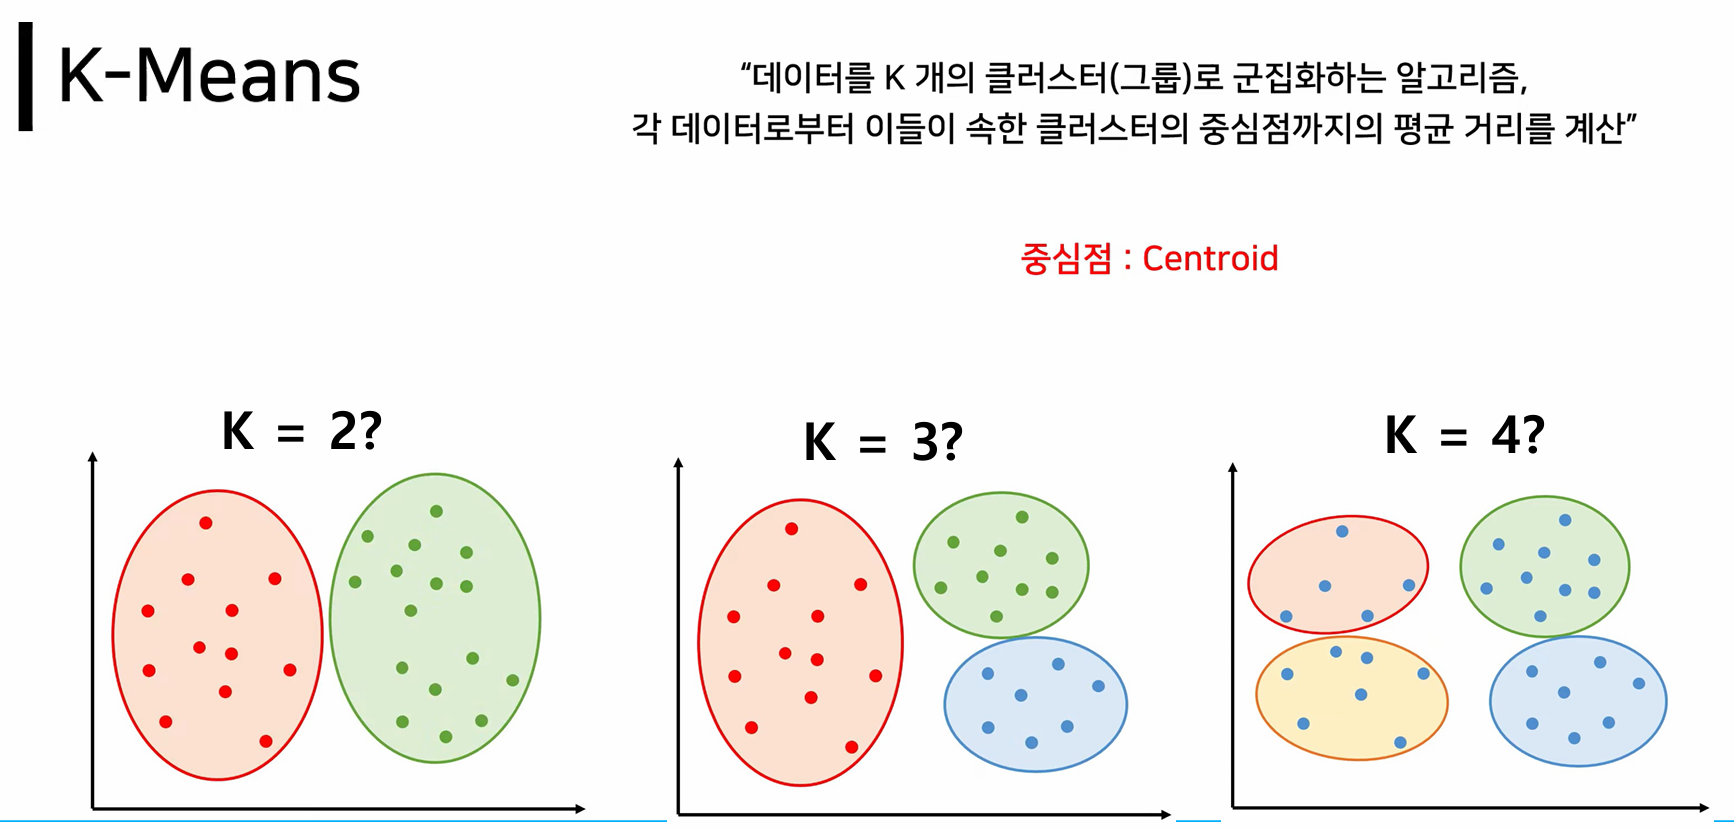 K-Means
“데이터를 K 개의 클러스터(그룹)로 군집화하는 알고리즘,
각 데이터로부터 이들이 속한 클러스터의 중심점까지의 평균 거리를 계산”
중심점 : Centroid
K = 2?
K = 3?
K = 4?